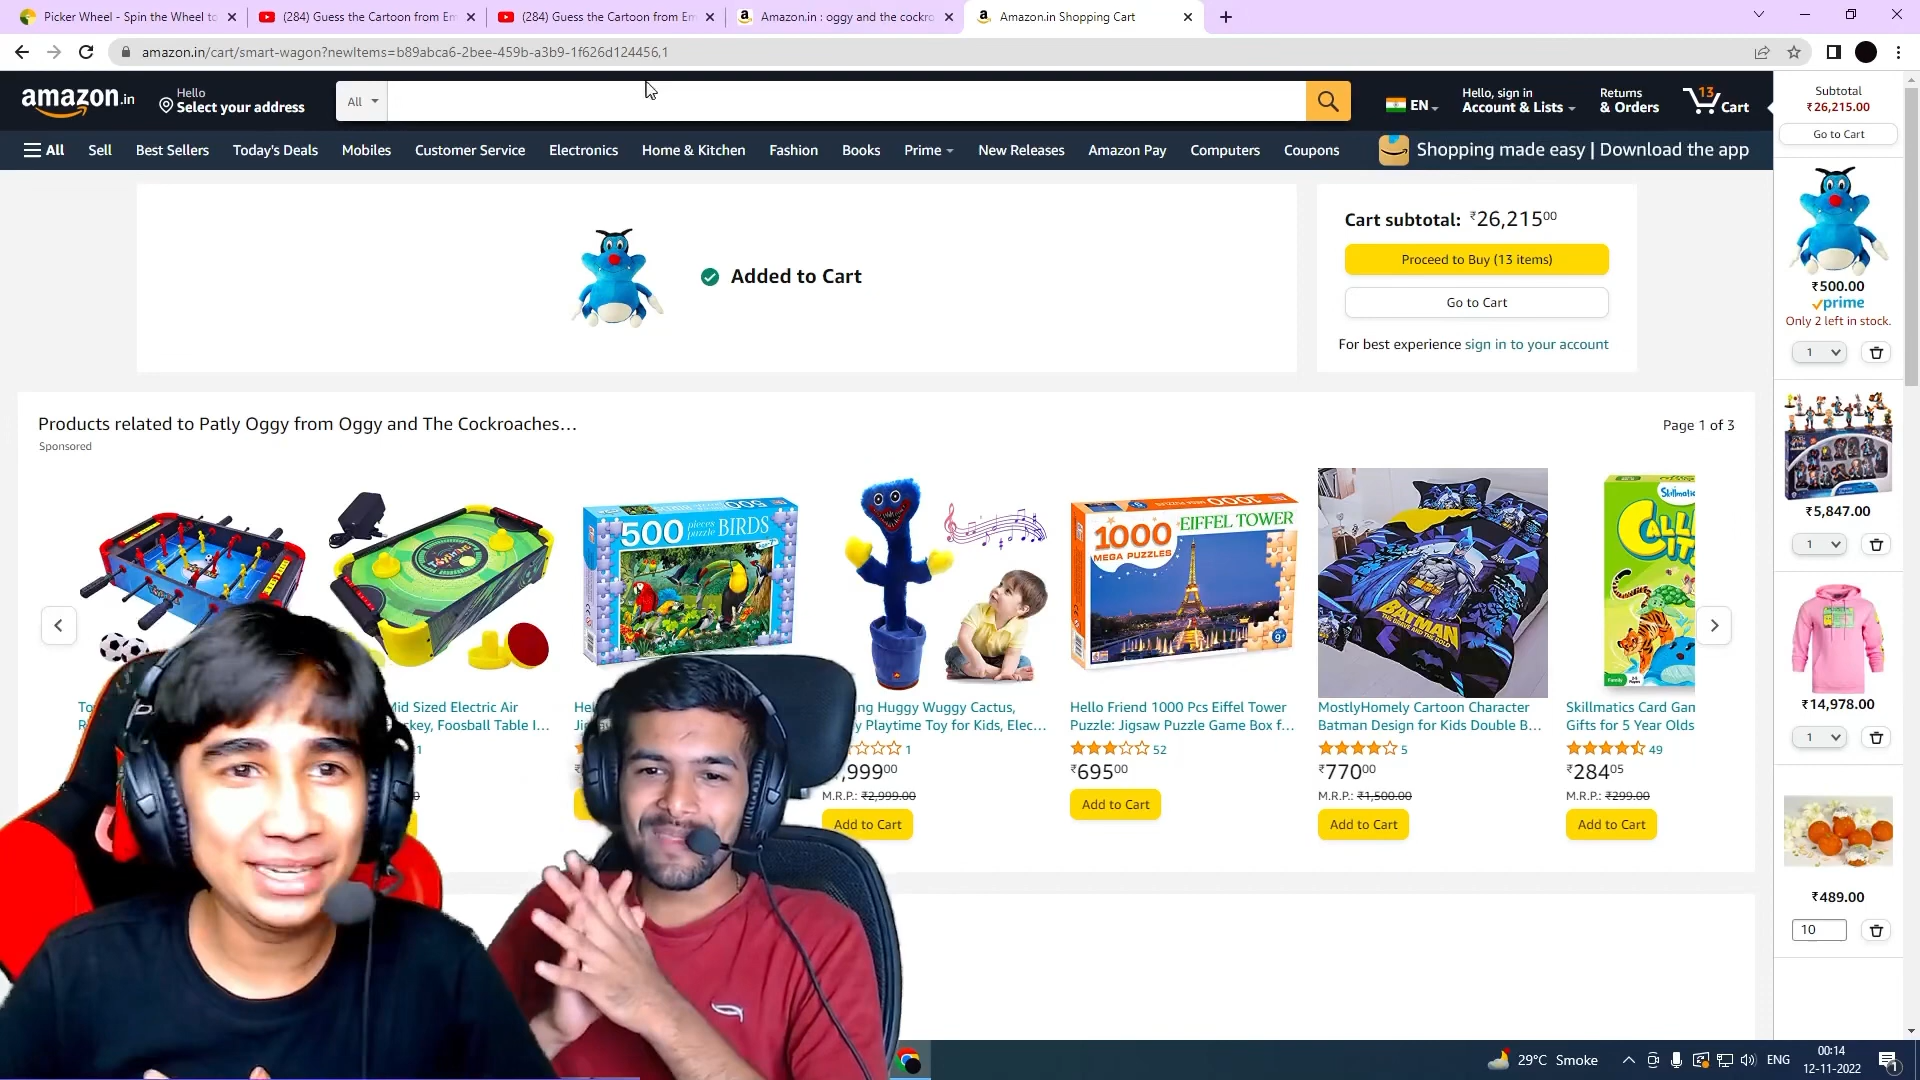 Picker Wheel - Spin the Wheel to
(284) Guess the Cartoon from Em
(284) Guess the Cartoon from Em
Amazon.in : oggy and the cockro
Amazon.in Shopping Cart
amazon.in/cart/smart-wagon?newItems=b89abca6-2bee-459b-a3b9-1f626d124456,1
amazon.in
Hello
Select your address
All
EN
Hello, sign in
Account & Lists
Returns
& Orders
13
Cart
Subtotal
₹26,215.00
Go to Cart
All
Sell
Best Sellers
Today's Deals
Mobiles
Customer Service
Electronics
Home & Kitchen
Fashion
Books
Prime
New Releases
Amazon Pay
Computers
Coupons
Shopping made easy | Download the app
Added to Cart
Cart subtotal: ₹26,215.00
Proceed to Buy (13 items)
Go to Cart
For best experience sign in to your account
₹500.00
prime
Only 2 left in stock.
1
₹5,847.00
1
₹14,978.00
1
₹489.00
10
Products related to Patly Oggy from Oggy and The Cockroaches…
Sponsored
Page 1 of 3
500 pieces puzzle BIRDS
1000 MEGA PUZZLES
EIFFEL TOWER
BATMAN
Mid Sized Electric Air
ckey, Foosball Table I...
1
ng Huggy Wuggy Cactus,
y Playtime Toy for Kids, Elec...
1
,999.00
M.R.P.: ₹2,999.00
Add to Cart
Hello Friend 1000 Pcs Eiffel Tower
Puzzle: Jigsaw Puzzle Game Box f...
52
₹695.00
Add to Cart
MostlyHomely Cartoon Character
Batman Design for Kids Double B...
5
₹770.00
M.R.P.: ₹1,500.00
Add to Cart
Skillmatics Card Gan
Gifts for 5 Year Olds
49
₹284.05
M.R.P.: ₹299.00
Add to Cart
29°C Smoke
ENG
00:14
12-11-2022
1